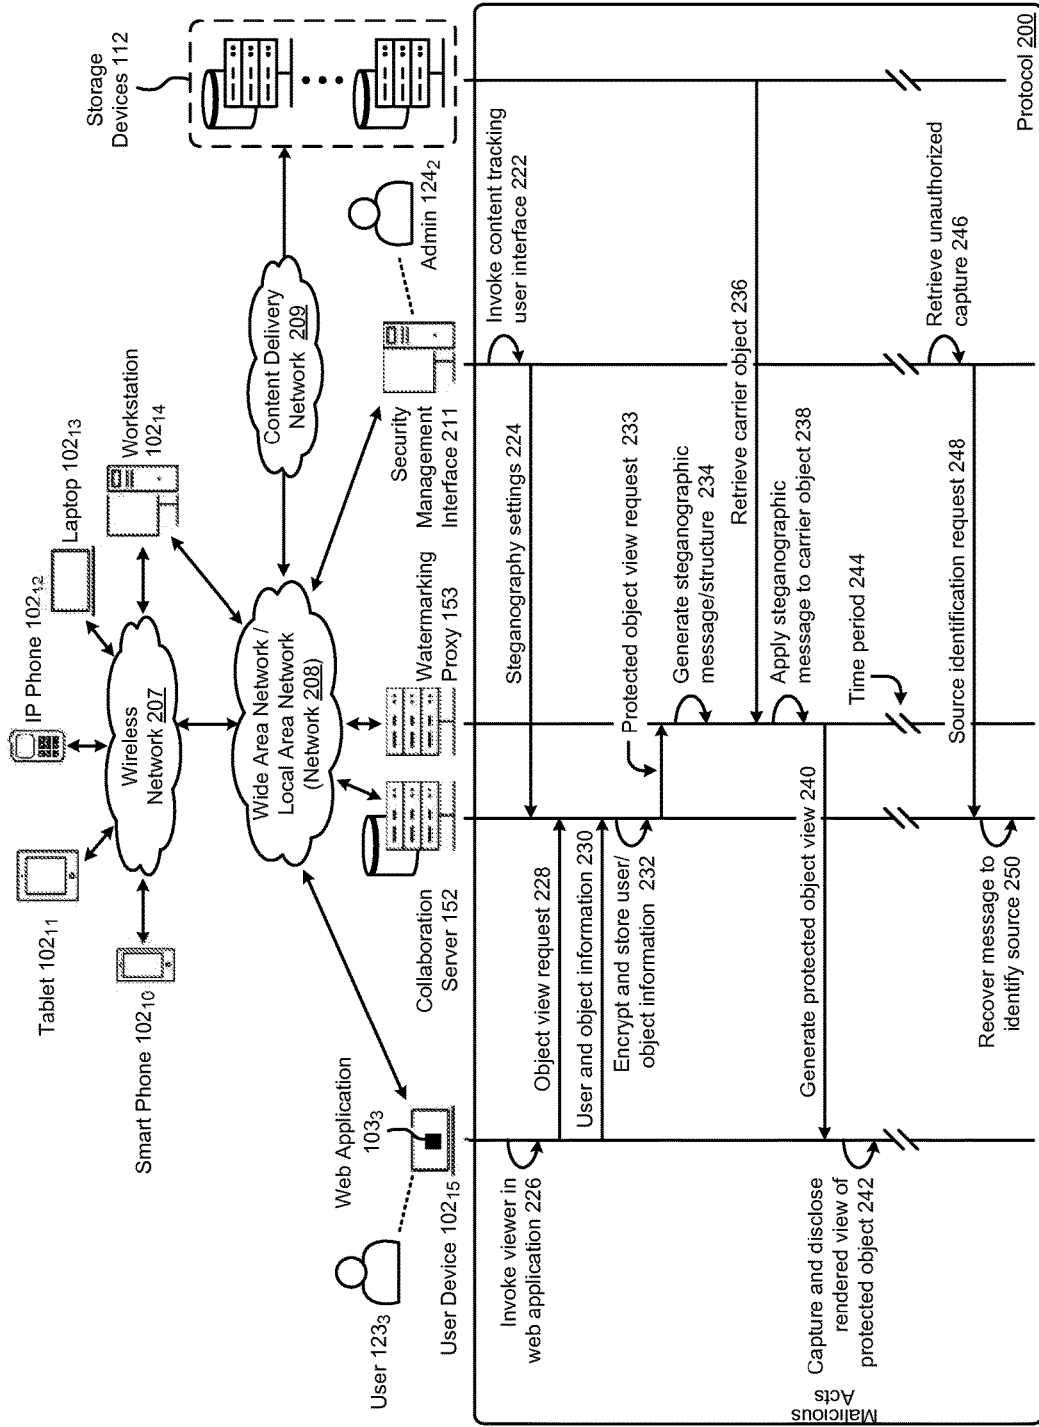 Tablet 102₁₁
IP Phone 102₁₂
Laptop 102₁₃
Workstation
102₁₄
Smart Phone 102₁₀
Wireless
Network 207
Storage
Devices 112
Web Application
103₃
Wide Area Network /
Local Area Network
(Network 208)
Content Delivery
Network 209
User 123₃
User Device 102₁₅
Collaboration
Server 152
Watermarking
Proxy 153
Security
Management
Interface 211
Admin 124₂
Invoke content tracking
user interface 222
Steganography settings 224
Invoke viewer in
web application 226
Object view request 228
User and object information 230
Encrypt and store user/
object information 232
Protected object view request 233
Generate steganographic
message/structure 234
Retrieve carrier object 236
Apply steganographic
message to carrier object 238
Generate protected object view 240
Malicious
Acts
Capture and disclose
rendered view of
protected object 242
Time period 244
Retrieve unauthorized
capture 246
Source identification request 248
Recover message to
identify source 250
Protocol 200